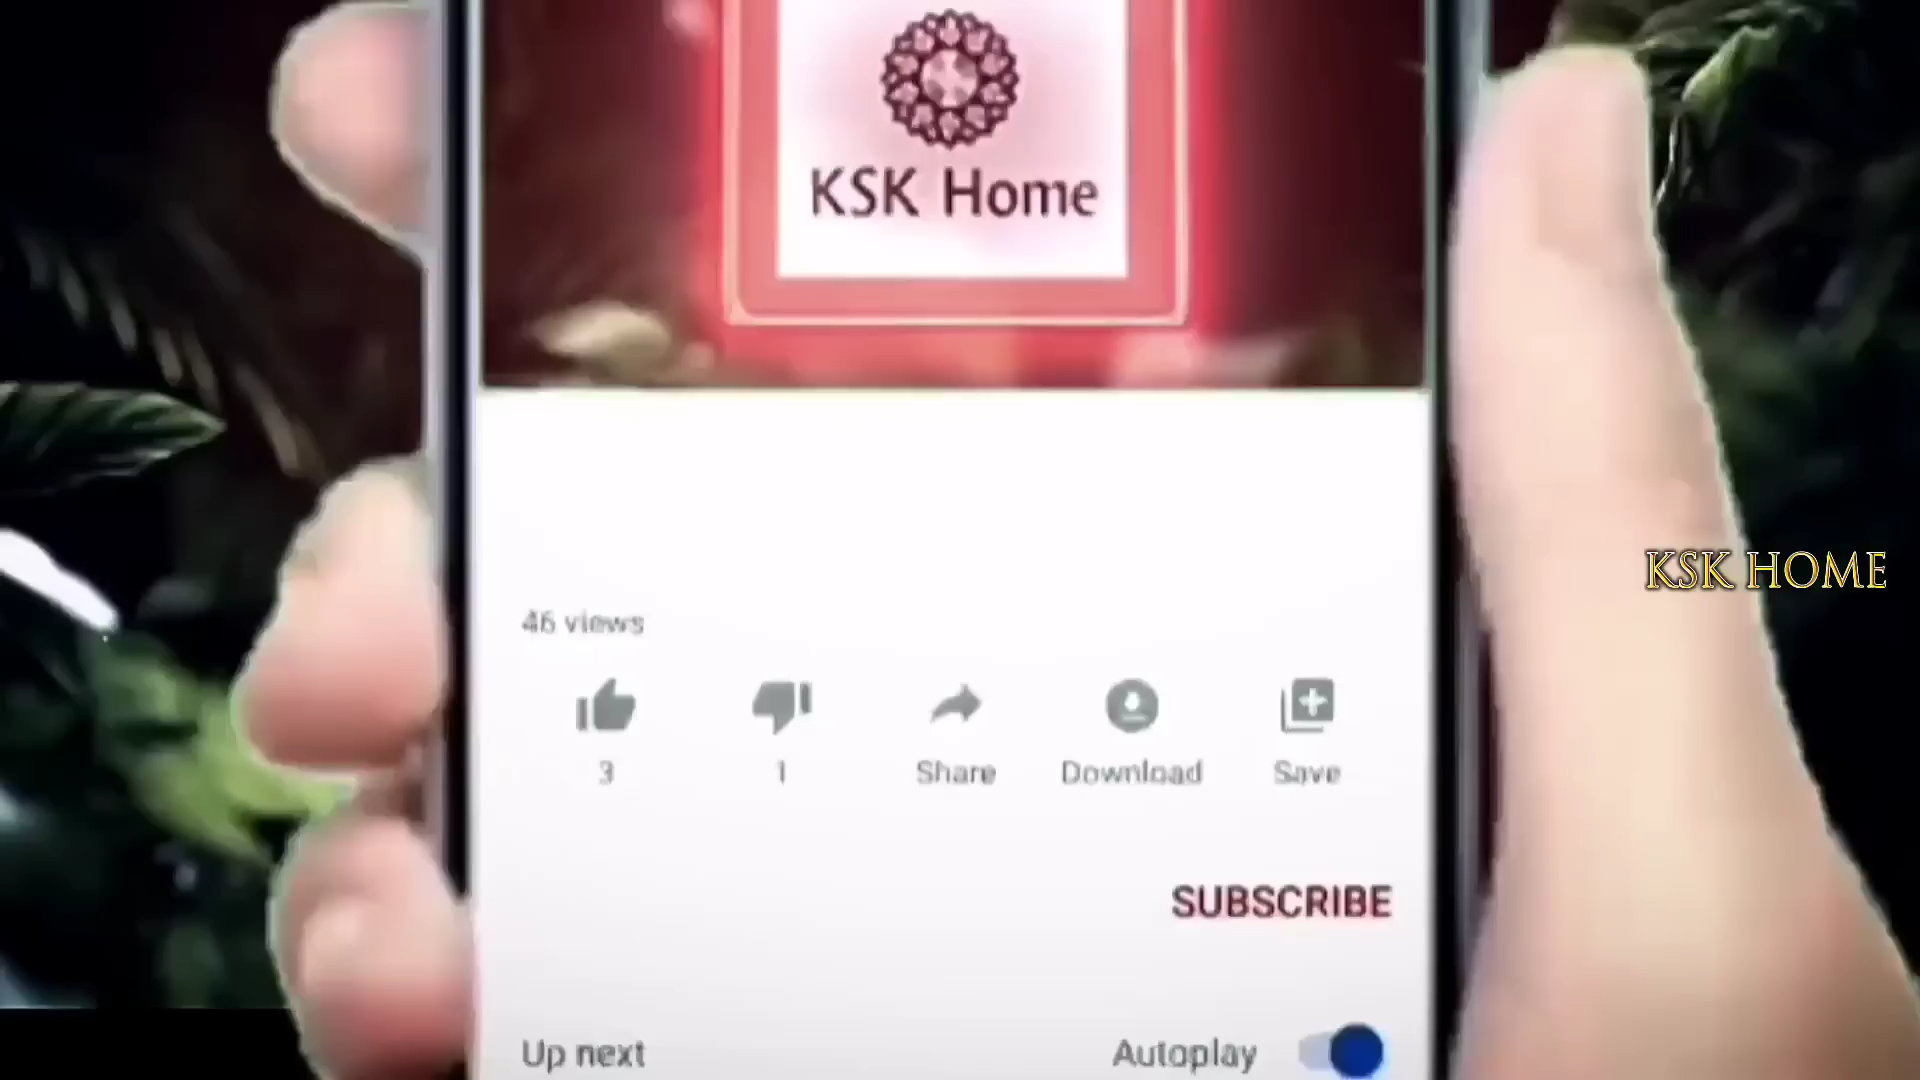 KSK Home
KSK HOME
46 views
3
1
Share
Download
Save
SUBSCRIBE
Up next
Autoplay